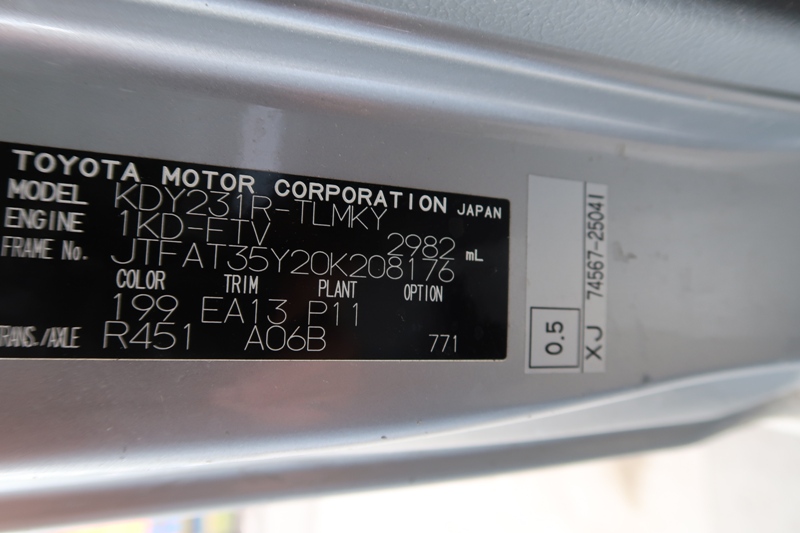 TOYOTA MOTOR CORPORATION JAPAN
MODEL KDY231R-TLMKY
ENGINE 1KD-FTV 2982 mL
FRAME No. JTFAT35Y20K208176
COLOR TRIM PLANT OPTION
199 EA13 P11
TRANS./AXLE R451 A06B 771
0.5
XJ 74567-25041